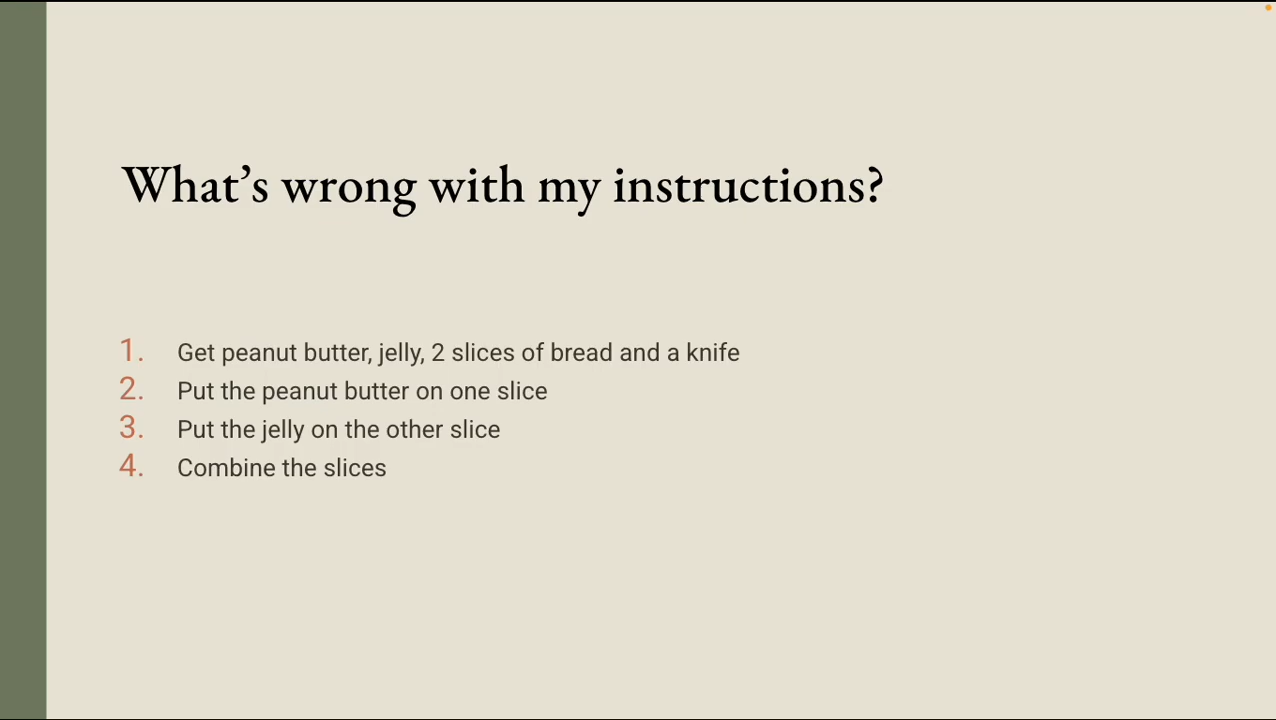 What’s wrong with my instructions?
1. Get peanut butter, jelly, 2 slices of bread and a knife
2. Put the peanut butter on one slice
3. Put the jelly on the other slice
4. Combine the slices